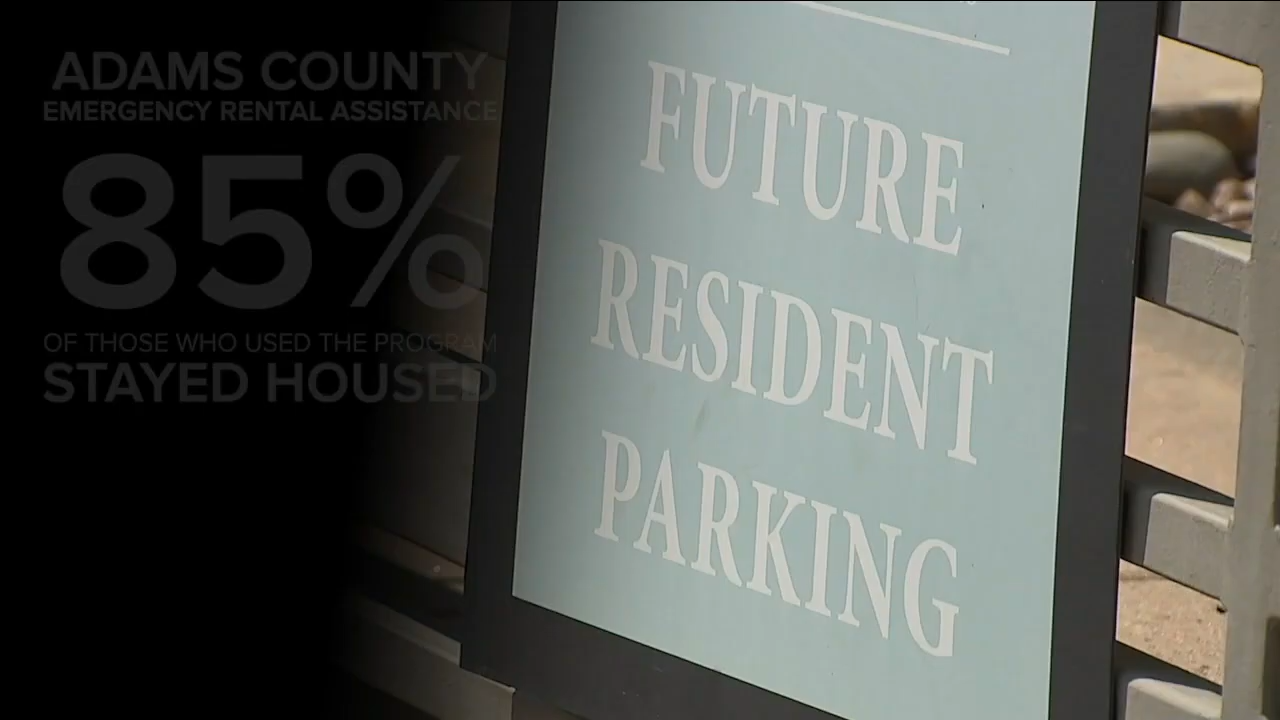 ADAMS COUNTY
EMERGENCY RENTAL ASSISTANCE
85%
OF THOSE WHO USED THE PROGRAM
STAYED HOUSED
FUTURE
RESIDENT
PARKING